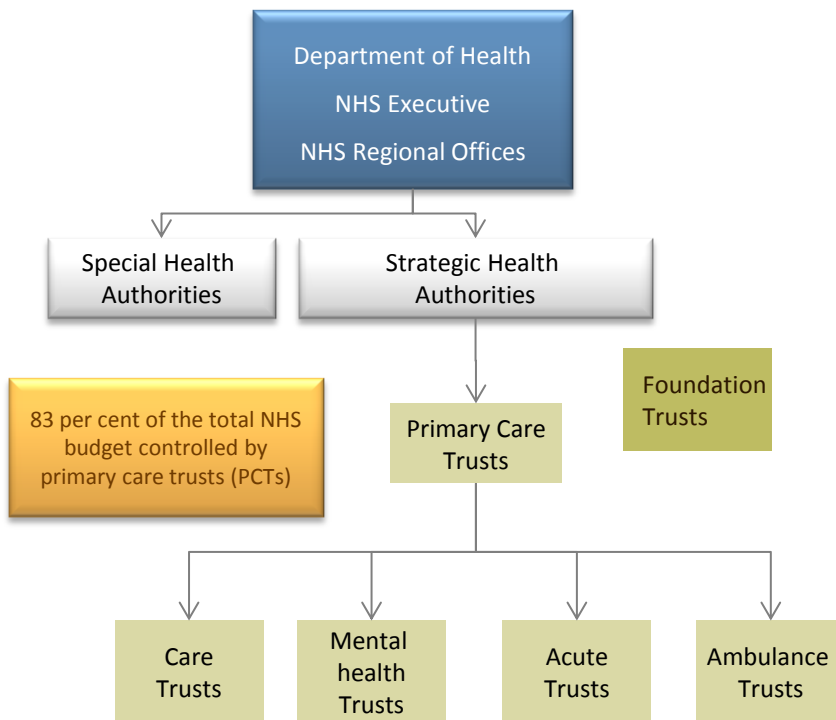 Department of Health
NHS Executive
NHS Regional Offices
Special Health
Authorities
Strategic Health
Authorities
83 per cent of the total NHS
budget controlled by
primary care trusts (PCTs)
Primary Care
Trusts
Foundation
Trusts
Care
Trusts
Mental
health
Trusts
Acute
Trusts
Ambulance
Trusts